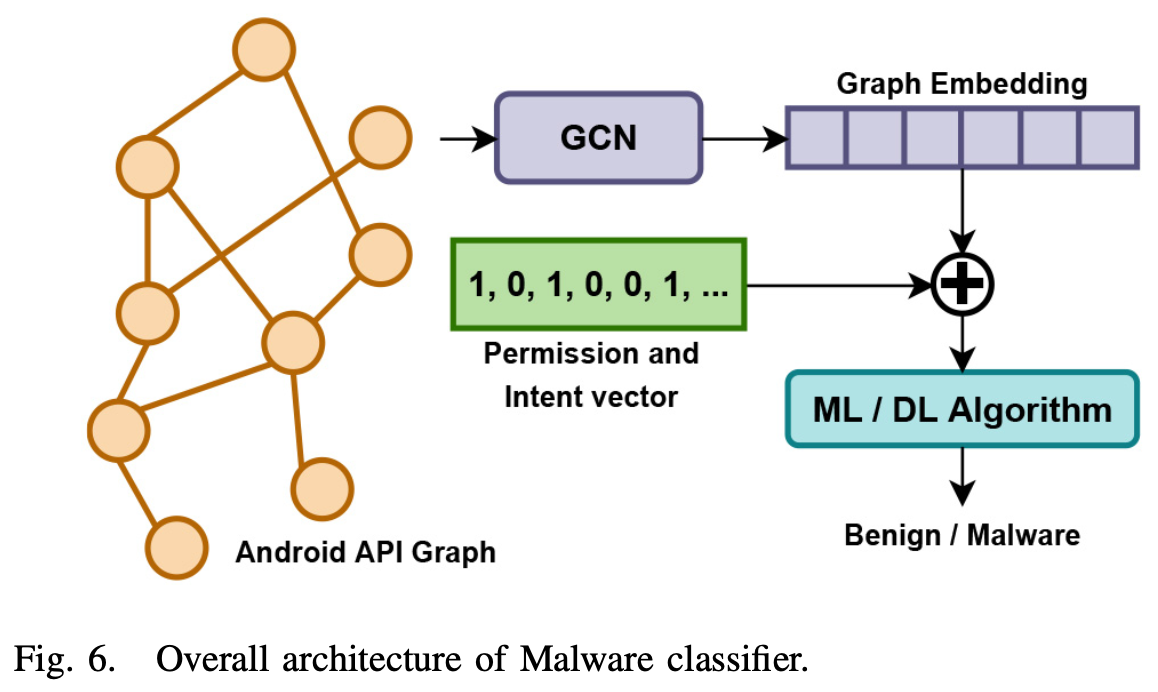 Graph Embedding
GCN
1, 0, 1, 0, 0, 1, ...
Permission and
Intent vector
ML / DL Algorithm
Benign / Malware
Android API Graph
Fig. 6. Overall architecture of Malware classifier.